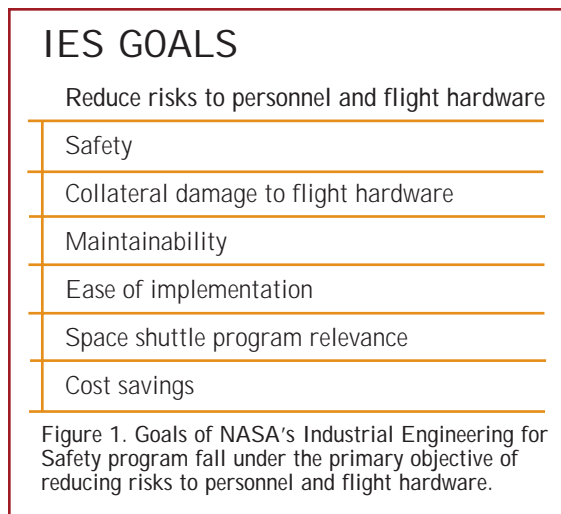 IES GOALS
Reduce risks to personnel and flight hardware
Safety
Collateral damage to flight hardware
Maintainability
Ease of implementation
Space shuttle program relevance
Cost savings
Figure 1. Goals of NASA's Industrial Engineering for
Safety program fall under the primary objective of
reducing risks to personnel and flight hardware.